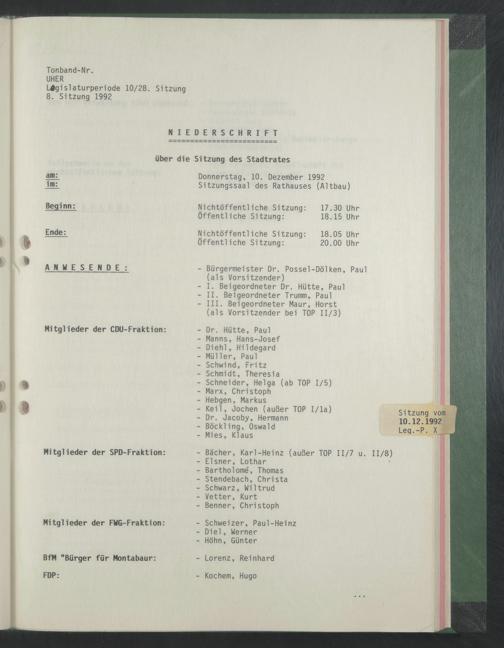 Tonband-Nr.
UHER
Legislaturperiode 10/28. Sitzung
8. Sitzung 1992
NIEDERSCHRIFT
über die Sitzung des Stadtrates
am: Donnerstag, 10. Dezember 1992
im: Sitzungssaal des Rathauses (Altbau)
Beginn: Nichtöffentliche Sitzung: 17.30 Uhr
Öffentliche Sitzung: 18.15 Uhr
Ende: Nichtöffentliche Sitzung: 18.05 Uhr
Öffentliche Sitzung: 20.00 Uhr
ANWESENDE: - Bürgermeister Dr. Possel-Dölken, Paul
(als Vorsitzender)
- I. Beigeordneter Dr. Hütte, Paul
- II. Beigeordneter Trumm, Paul
- III. Beigeordneter Maur, Horst
(als Vorsitzender bei TOP II/3)
Mitglieder der CDU-Fraktion: - Dr. Hütte, Paul
- Manns, Hans-Josef
- Diehl, Hildegard
- Müller, Paul
- Schwind, Fritz
- Schmidt, Theresia
- Schneider, Helga (ab TOP I/5)
- Marx, Christoph
- Hebgen, Markus
- Keil, Jochen (außer TOP I/1a)
- Dr. Jacoby, Hermann
- Böckling, Oswald
- Mies, Klaus
Sitzung vom
10.12.1992
Leg.-P. X
Mitglieder der SPD-Fraktion: - Bächer, Karl-Heinz (außer TOP II/7 u. II/8)
- Elsner, Lothar
- Bartholomé, Thomas
- Stendebach, Christa
- Schwarz, Wiltrud
- Vetter, Kurt
- Benner, Christoph
Mitglieder der FWG-Fraktion: - Schweizer, Paul-Heinz
- Diel, Werner
- Höhn, Günter
BfM "Bürger für Montabaur: - Lorenz, Reinhard
FDP: - Kochem, Hugo
...